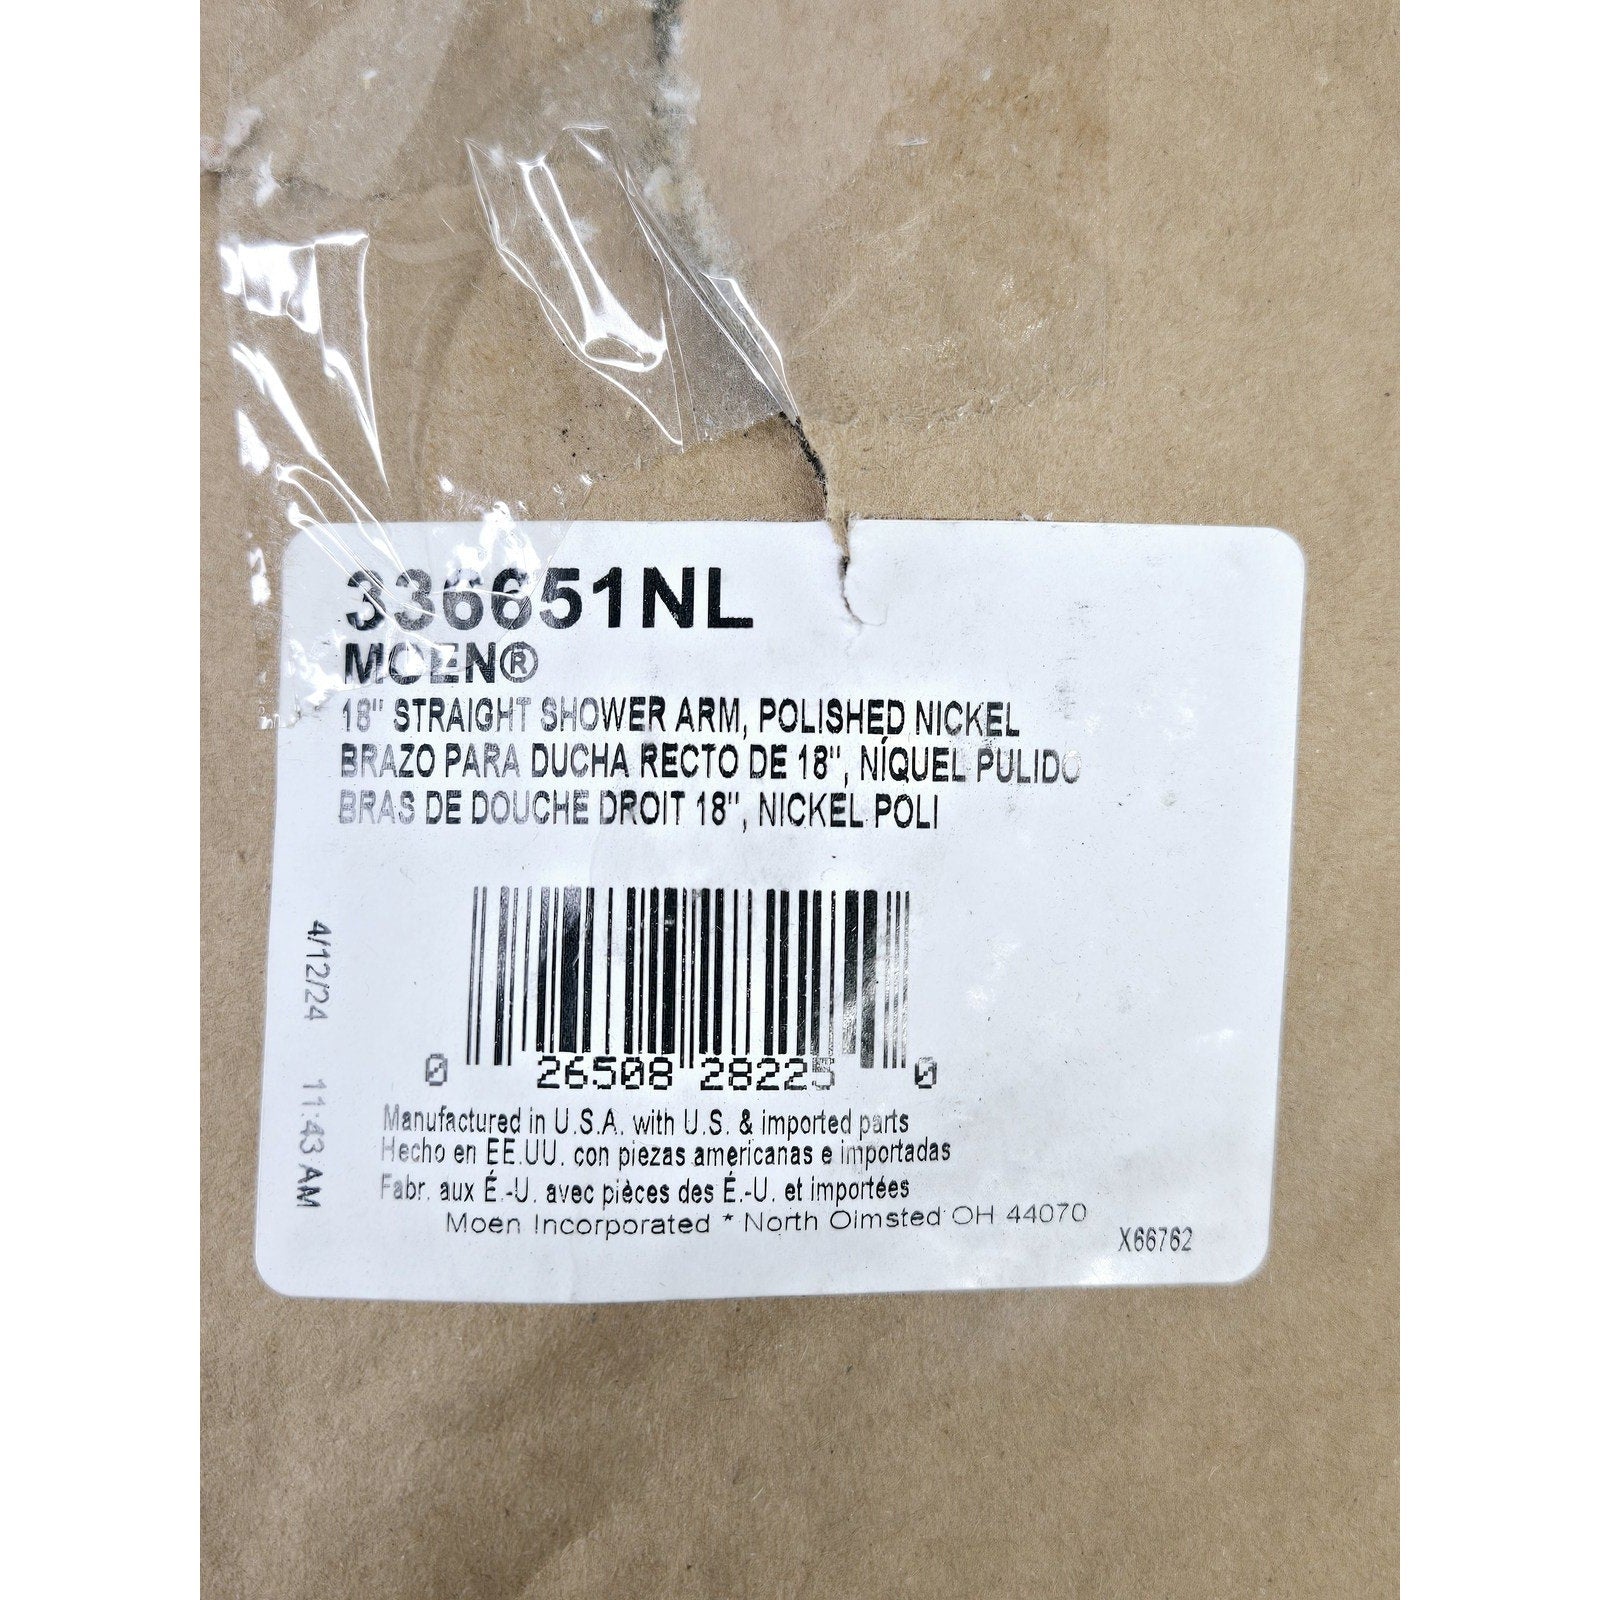 336651NL
MOEN®
18" STRAIGHT SHOWER ARM, POLISHED NICKEL
BRAZO PARA DUCHA RECTO DE 18", NÍQUEL PULIDO
BRAS DE DOUCHE DROIT 18", NICKEL POLI
4/12/24 11:43 AM
0 26508 28225 0
Manufactured in U.S.A. with U.S. & imported parts
Hecho en EE.UU. con piezas americanas e importadas
Fabr. aux É.-U. avec pièces des É.-U. et importées
Moen Incorporated * North Olmsted OH 44070
X66762